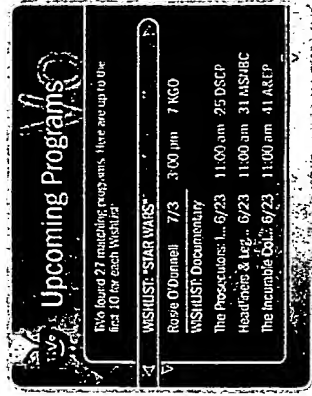 TiVo
Upcoming Programs
TiVo found 27 matching programs. Here are up to the
first 10 for each WishList!
WISHLIST: "STAR WARS"
Rosie O'Donnell 7/3 3:00 pm 7 KGO
WISHLIST: Documentary
The Prosecutors: I... 6/23 11:00 am 25 DSCP
Headliners & Leg... 6/23 11:00 am 31 MSNBC
The Incurable Col... 6/23 11:00 am 41 AREP